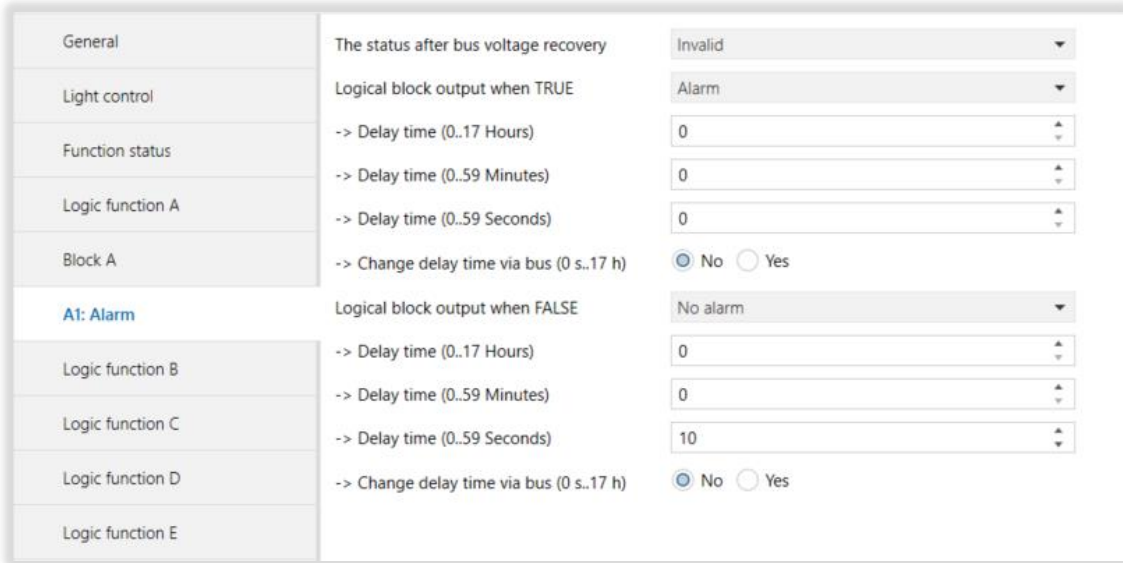 General
Light control
Function status
Logic function A
Block A
A1: Alarm
Logic function B
Logic function C
Logic function D
Logic function E
The status after bus voltage recovery Invalid
Logical block output when TRUE Alarm
-> Delay time (0..17 Hours) 0
-> Delay time (0..59 Minutes) 0
-> Delay time (0..59 Seconds) 0
-> Change delay time via bus (0 s..17 h) No Yes
Logical block output when FALSE No alarm
-> Delay time (0..17 Hours) 0
-> Delay time (0..59 Minutes) 0
-> Delay time (0..59 Seconds) 10
-> Change delay time via bus (0 s..17 h) No Yes